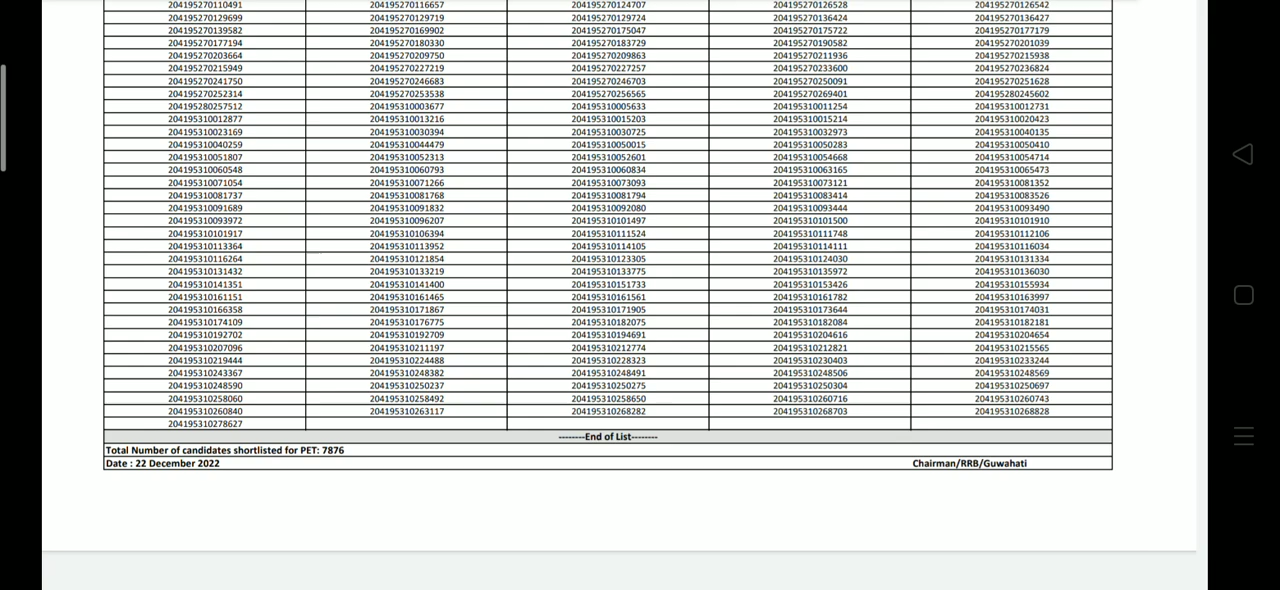 204195270110491 204195270116657 204195270124707 204195270126528 204195270126542
204195270129699 204195270129719 204195270129724 204195270136424 204195270136427
204195270139582 204195270169902 204195270175047 204195270175722 204195270177179
204195270177194 204195270180330 204195270183729 204195270190582 204195270201039
204195270203664 204195270209750 204195270209863 204195270211936 204195270215938
204195270215949 204195270227219 204195270227257 204195270233600 204195270236824
204195270241750 204195270246683 204195270246703 204195270250091 204195270251628
204195270252314 204195270253538 204195270256565 204195270269401 204195280245602
204195280257512 204195310003677 204195310005633 204195310011254 204195310012731
204195310012877 204195310013216 204195310015203 204195310015214 204195310020423
204195310023169 204195310030394 204195310030725 204195310032973 204195310040135
204195310040259 204195310044479 204195310050015 204195310050283 204195310050410
204195310051807 204195310052313 204195310052601 204195310054668 204195310054714
204195310060548 204195310060793 204195310060834 204195310063165 204195310065473
204195310071054 204195310071266 204195310073093 204195310073121 204195310081352
204195310081737 204195310081768 204195310081794 204195310083414 204195310083526
204195310091689 204195310091832 204195310092080 204195310093444 204195310093490
204195310093972 204195310096207 204195310101497 204195310101500 204195310101910
204195310101917 204195310106394 204195310111524 204195310111748 204195310112106
204195310113364 204195310113952 204195310114105 204195310114111 204195310116034
204195310116264 204195310121854 204195310123305 204195310124030 204195310131334
204195310131432 204195310133219 204195310133775 204195310135972 204195310136030
204195310141351 204195310141400 204195310151733 204195310153426 204195310155934
204195310161151 204195310161465 204195310161561 204195310161782 204195310163997
204195310166358 204195310171867 204195310171905 204195310173644 204195310174031
204195310174109 204195310176775 204195310182075 204195310182084 204195310182181
204195310192702 204195310192709 204195310194691 204195310204616 204195310204654
204195310207096 204195310211197 204195310212774 204195310212821 204195310215565
204195310219444 204195310224488 204195310228323 204195310230403 204195310233244
204195310243367 204195310248382 204195310248491 204195310248506 204195310248569
204195310248590 204195310250237 204195310250275 204195310250304 204195310250697
204195310258060 204195310258492 204195310258650 204195310260716 204195310260743
204195310260840 204195310263117 204195310268282 204195310268703 204195310268828
204195310278627
--------End of List--------
Total Number of candidates shortlisted for PET: 7876
Date : 22 December 2022 Chairman/RRB/Guwahati